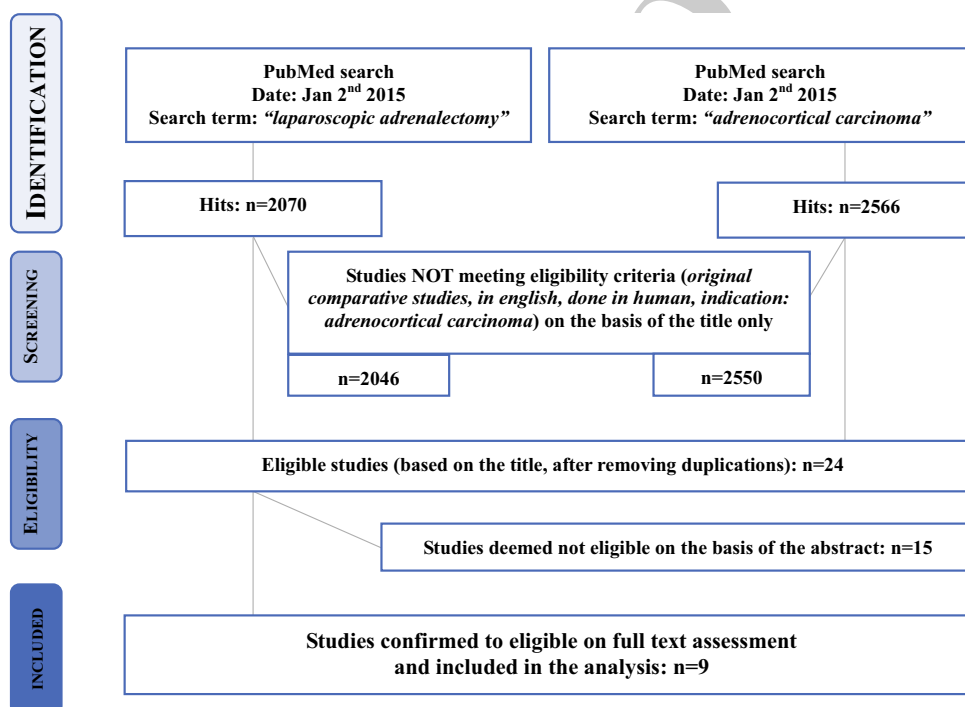 IDENTIFICATION
PubMed search
Date: Jan 2nd 2015
Search term: “laparoscopic adrenalectomy”
PubMed search
Date: Jan 2nd 2015
Search term: “adrenocortical carcinoma”
Hits: n=2070
Hits: n=2566
SCREENING
Studies NOT meeting eligibility criteria (original
comparative studies, in english, done in human, indication:
adrenocortical carcinoma) on the basis of the title only
n=2046
n=2550
ELIGIBILITY
Eligible studies (based on the title, after removing duplications): n=24
Studies deemed not eligible on the basis of the abstract: n=15
INCLUDED
Studies confirmed to eligible on full text assessment
and included in the analysis: n=9